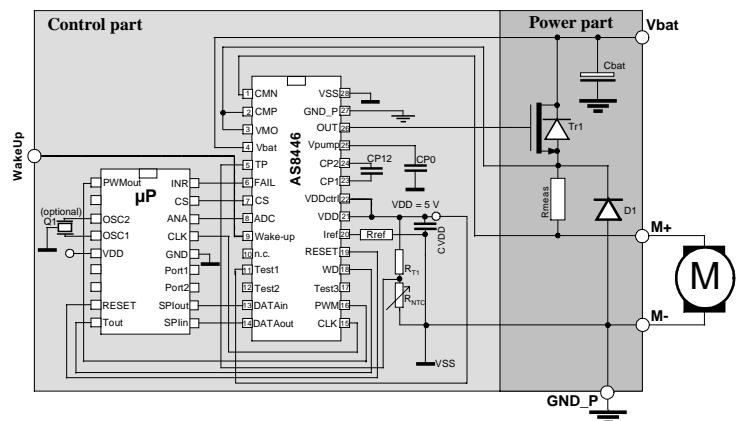 Control part
Power part
Vbat
Cbat
1 CMN
2 CMP
3 VMO
4 Vbat
5 TP
6 FAIL
7 CS
8 ADC
9 Wake-up
10 n.c.
11 Test1
12 Test2
13 DATAin
14 DATAout
AS8446
VSS 28
GND_P 27
OUT 26
Vpump 25
CP2 24
CP1 23
VDDctrl 22
VDD 21
Iref 20
RESET 19
WD 18
Test3 17
PWM 16
CLK 15
Tr1
CP12
CP0
VDD = 5 V
CVDD
Rref
RT1
RNTC
VSS
Rmeas
D1
M+
M
M-
GND_P
WakeUp
PWMout
µP
INR
CS
ANA
CLK
GND
Port1
Port2
SPIout
SPIin
(optional)
Q1
OSC2
OSC1
VDD
RESET
Tout